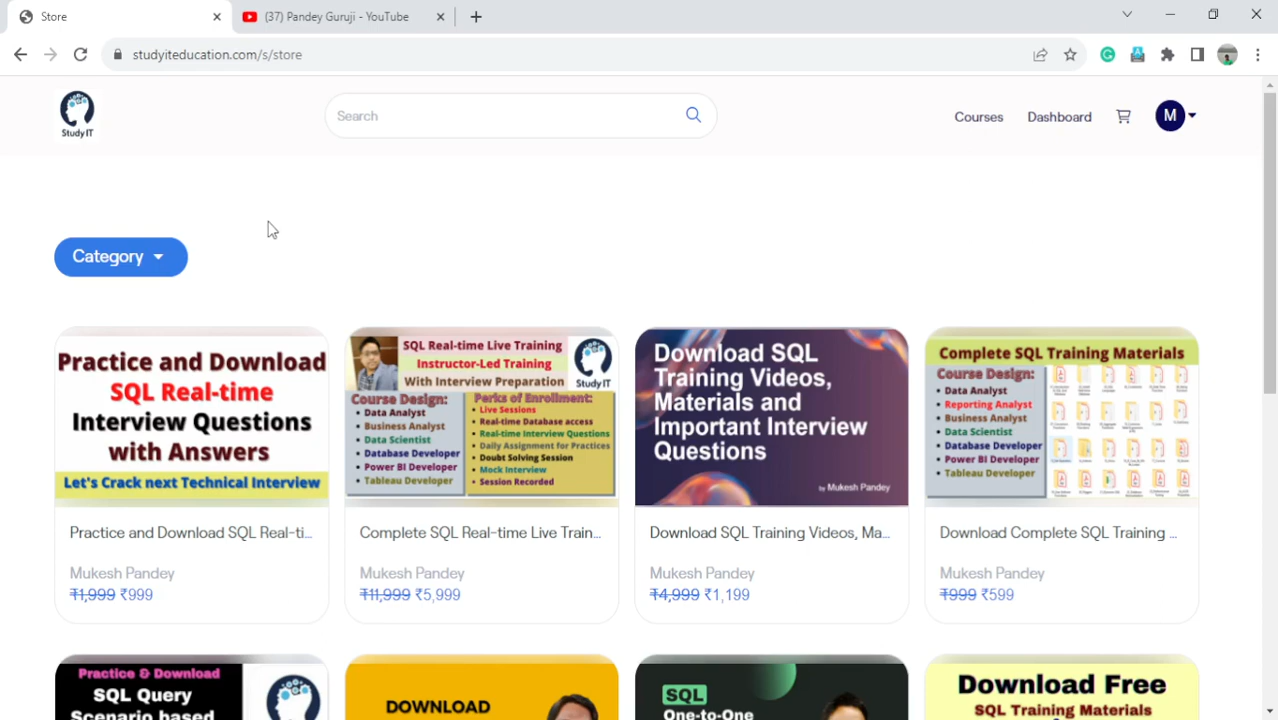 Store
(37) Pandey Guruji - YouTube
studyiteducation.com/s/store
Study IT
Search
Courses
Dashboard
M
Category
Practice and Download
SQL Real-time
Interview Questions
with Answers
Let's Crack next Technical Interview
Practice and Download SQL Real-ti...
Mukesh Pandey
₹1,999 ₹999
SQL Real-time Live Training
Instructor-Led Training
With Interview Preparation
Study IT
Course Design:
• Data Analyst
• Business Analyst
• Data Scientist
• Database Developer
• Power BI Developer
• Tableau Developer
Perks of Enrollment:
• Live Sessions
• Real-time Database access
• Real-time Interview Questions
• Daily Assignment for Practices
• Doubt Solving Session
• Mock Interview
• Session Recorded
Complete SQL Real-time Live Train...
Mukesh Pandey
₹11,999 ₹5,999
Download SQL
Training Videos,
Materials and
Important Interview
Questions
by Mukesh Pandey
Download SQL Training Videos, Ma...
Mukesh Pandey
₹4,999 ₹1,199
Complete SQL Training Materials
Course Design:
• Data Analyst
• Reporting Analyst
• Business Analyst
• Data Scientist
• Database Developer
• Power BI Developer
• Tableau Developer
Download Complete SQL Training ...
Mukesh Pandey
₹999 ₹599
Practice & Download
SQL Query
Scenario based
DOWNLOAD
SQL
One-to-One
Download Free
SQL Training Materials